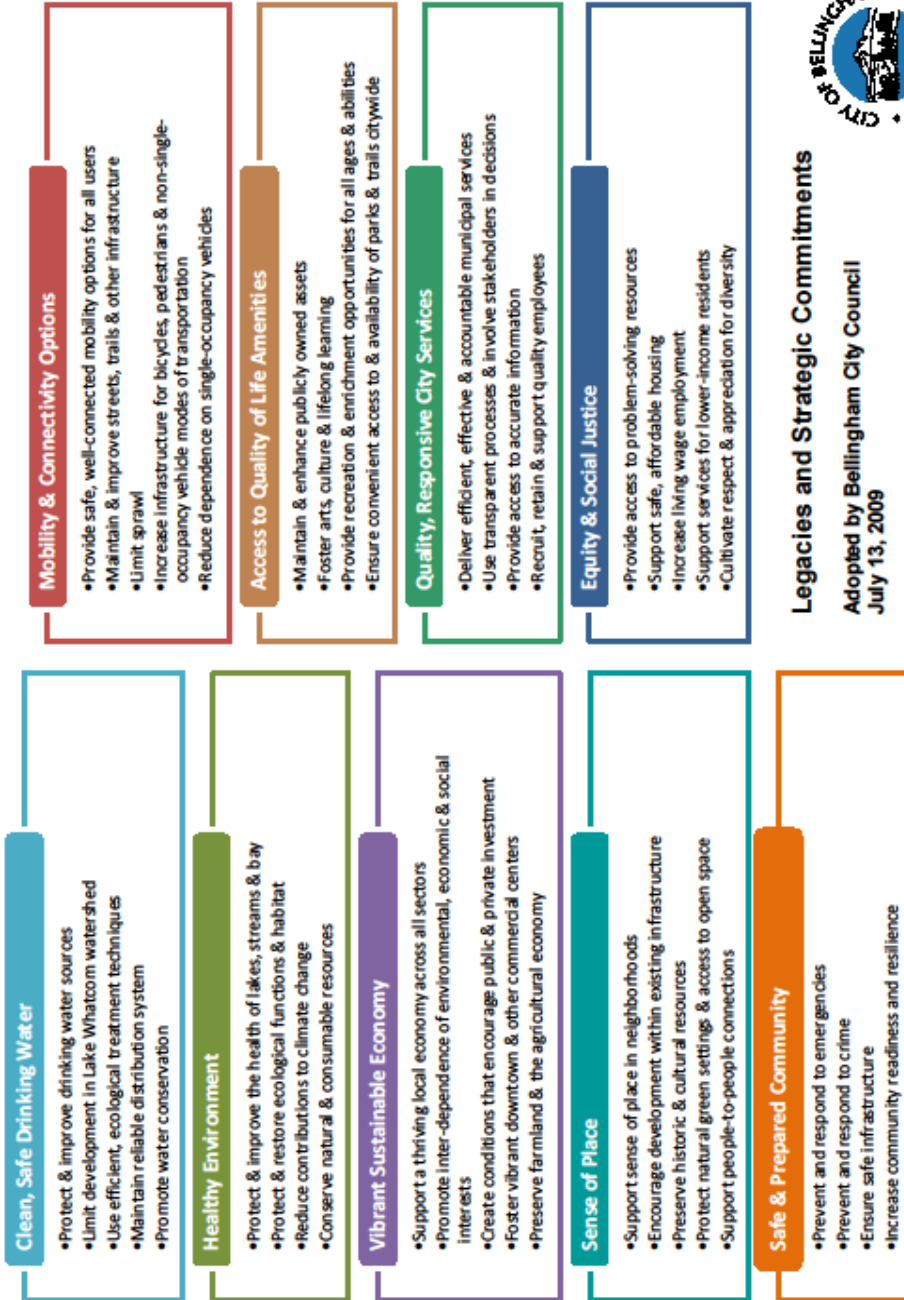 Clean, Safe Drinking Water
•Protect & improve drinking water sources
•Limit development in Lake Whatcom watershed
•Use efficient, ecological treatment techniques
•Maintain reliable distribution system
•Promote water conservation
Healthy Environment
•Protect & improve the health of lakes, streams & bay
•Protect & restore ecological functions & habitat
•Reduce contributions to climate change
•Conserve natural & consumable resources
Vibrant Sustainable Economy
•Support a thriving local economy across all sectors
•Promote inter-dependence of environmental, economic & social
interests
•Create conditions that encourage public & private investment
•Foster vibrant downtown & other commercial centers
•Preserve farmland & the agricultural economy
Sense of Place
•Support sense of place in neighborhoods
•Encourage development within existing infrastructure
•Preserve historic & cultural resources
•Protect natural green settings & access to open space
•Support people-to-people connections
Safe & Prepared Community
•Prevent and respond to emergencies
•Prevent and respond to crime
•Ensure safe infrastructure
•Increase community readiness and resilience
Mobility & Connectivity Options
•Provide safe, well-connected mobility options for all users
•Maintain & improve streets, trails & other infrastructure
•Limit sprawl
•Increase infrastructure for bicycles, pedestrians & non-single-
occupancy vehicle modes of transportation
•Reduce dependence on single-occupancy vehicles
Access to Quality of Life Amenities
•Maintain & enhance publicly owned assets
•Foster arts, culture & lifelong learning
•Provide recreation & enrichment opportunities for all ages & abilities
•Ensure convenient access to & availability of parks & trails citywide
Quality, Responsive City Services
•Deliver efficient, effective & accountable municipal services
•Use transparent processes & involve stakeholders in decisions
•Provide access to accurate information
•Recruit, retain & support quality employees
Equity & Social Justice
•Provide access to problem-solving resources
•Support safe, affordable housing
•Increase living wage employment
•Support services for lower-income residents
•Cultivate respect & appreciation for diversity
Legacies and Strategic Commitments
Adopted by Bellingham City Council
July 13, 2009
CITY OF